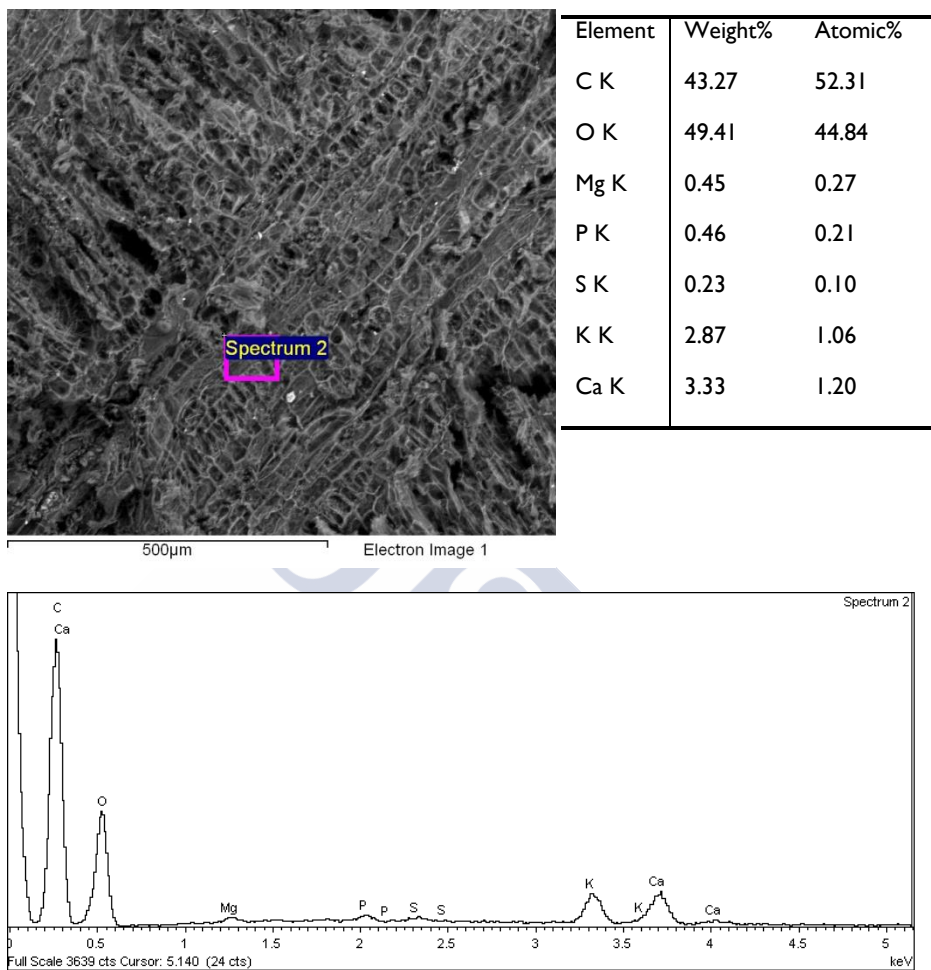 Element Weight% Atomic%
C K 43.27 52.31
O K 49.41 44.84
Mg K 0.45 0.27
P K 0.46 0.21
S K 0.23 0.10
K K 2.87 1.06
Ca K 3.33 1.20
Spectrum 2
500µm Electron Image 1
Spectrum 2
C
Ca
O
Mg P P S S K K Ca Ca
0 0.5 1 1.5 2 2.5 3 3.5 4 4.5 5
Full Scale 3639 cts Cursor: 5.140 (24 cts) keV